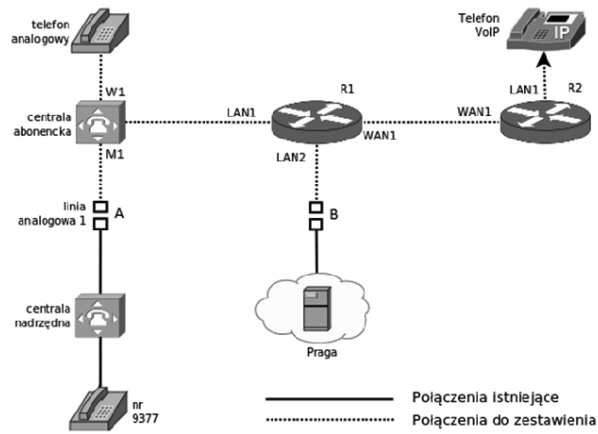 telefon
analogowy
Telefon
VoIP
IP
W1
R1
LAN1
R2
centrala
abonencka
LAN1
WAN1
WAN1
M1
LAN2
linia
analogowa 1
A
B
centrala
nadrzędna
Praga
nr
9377
Połączenia istniejące
Połączenia do zestawienia